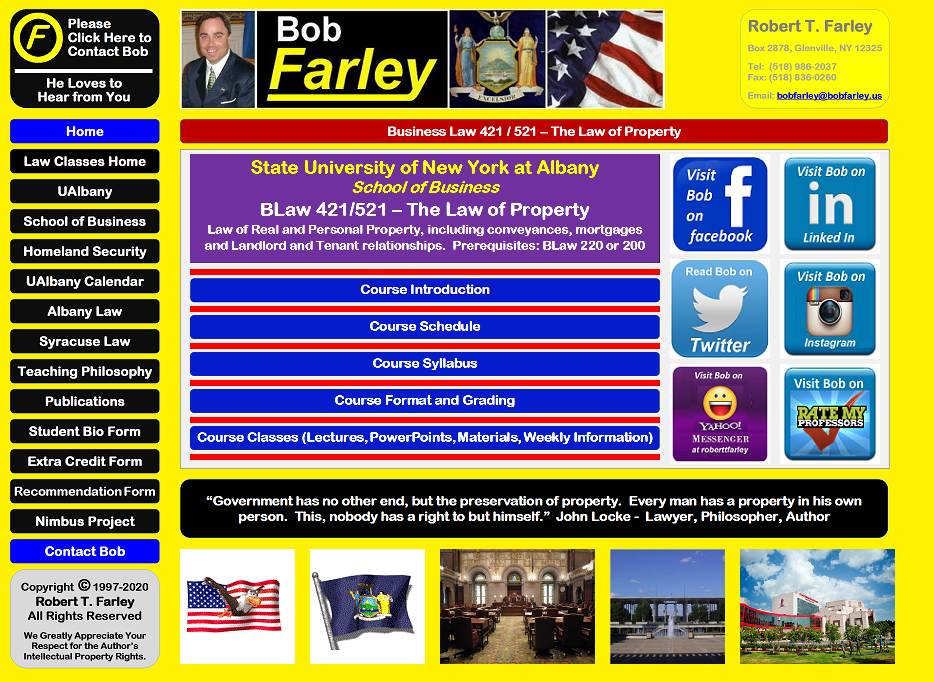 Please
Click Here to
Contact Bob
He Loves to
Hear from You
Bob
Farley
EXCELSIOR
Robert T. Farley
Box 2878, Glenville, NY 12325
Tel: (518) 986-2037
Fax: (518) 836-0260
Email: bobfarley@bobfarley.us
Home
Law Classes Home
UAlbany
School of Business
Homeland Security
UAlbany Calendar
Albany Law
Syracuse Law
Teaching Philosophy
Publications
Student Bio Form
Extra Credit Form
Recommendation Form
Nimbus Project
Contact Bob
Copyright © 1997-2020
Robert T. Farley
All Rights Reserved
We Greatly Appreciate Your
Respect for the Author's
Intellectual Property Rights.
Business Law 421 / 521 – The Law of Property
State University of New York at Albany
School of Business
BLaw 421/521 – The Law of Property
Law of Real and Personal Property, including conveyances, mortgages
and Landlord and Tenant relationships. Prerequisites: BLaw 220 or 200
Course Introduction
Course Schedule
Course Syllabus
Course Format and Grading
Course Classes (Lectures, PowerPoints, Materials, Weekly Information)
Visit
Bob
on
facebook
Visit Bob on
in
Linked In
Read Bob on
Twitter
Visit Bob on
Instagram
Visit Bob on
YAHOO!
MESSENGER
at roberttfarley
Visit Bob on
RATE MY
PROFESSORS
“Government has no other end, but the preservation of property. Every man has a property in his own
person. This, nobody has a right to but himself.” John Locke - Lawyer, Philosopher, Author